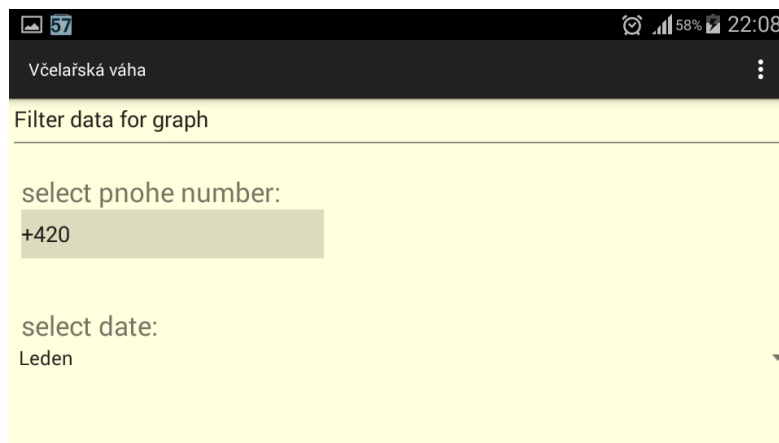 57 58% 22:08
Včelařská váha
Filter data for graph
select pnohe number:
+420
select date:
Leden